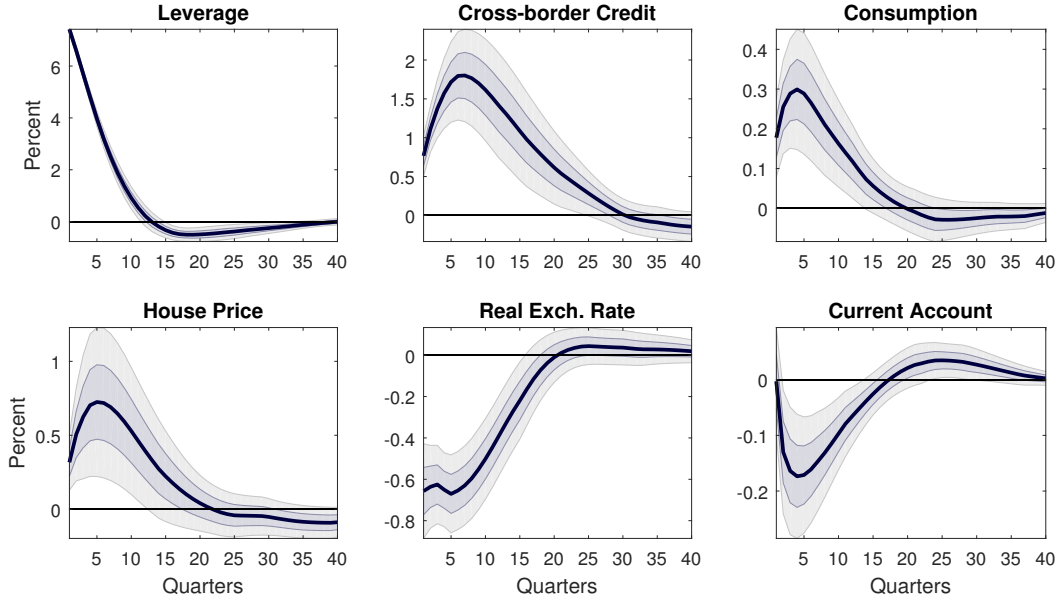 Leverage
Percent
6
4
2
0
5 10 15 20 25 30 35 40
Cross-border Credit
2
1.5
1
0.5
0
5 10 15 20 25 30 35 40
Consumption
0.4
0.3
0.2
0.1
0
5 10 15 20 25 30 35 40
House Price
Percent
1
0.5
0
5 10 15 20 25 30 35 40
Quarters
Real Exch. Rate
0
-0.2
-0.4
-0.6
-0.8
5 10 15 20 25 30 35 40
Quarters
Current Account
0
-0.1
-0.2
5 10 15 20 25 30 35 40
Quarters